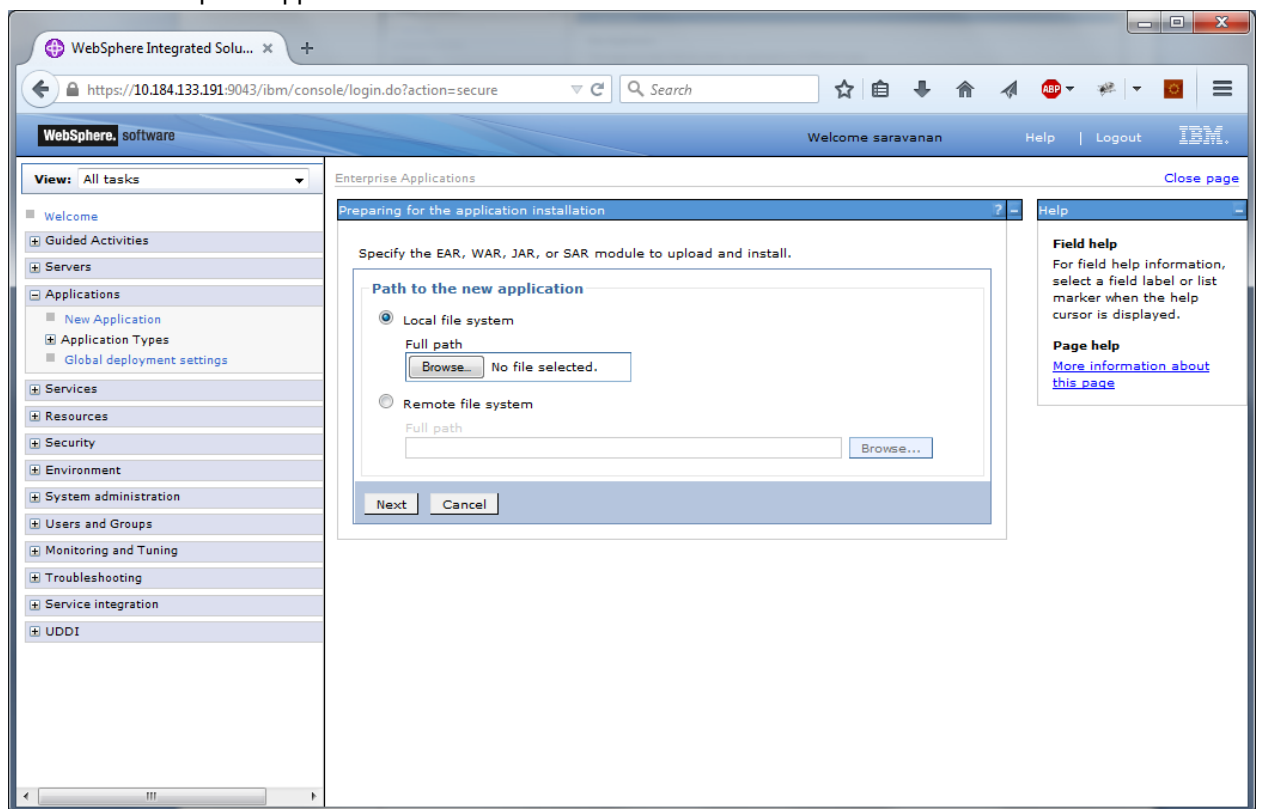 WebSphere Integrated Solu...
https://10.184.133.191:9043/ibm/console/login.do?action=secure
Search
ABP
WebSphere. software
Welcome saravanan
Help | Logout
IBM.
View: All tasks
Welcome
Guided Activities
Servers
Applications
New Application
Application Types
Global deployment settings
Services
Resources
Security
Environment
System administration
Users and Groups
Monitoring and Tuning
Troubleshooting
Service integration
UDDI
Enterprise Applications
Close page
Preparing for the application installation
Specify the EAR, WAR, JAR, or SAR module to upload and install.
Path to the new application
Local file system
Full path
Browse... No file selected.
Remote file system
Full path
Browse...
Next Cancel
Help
Field help
For field help information,
select a field label or list
marker when the help
cursor is displayed.
Page help
More information about
this page